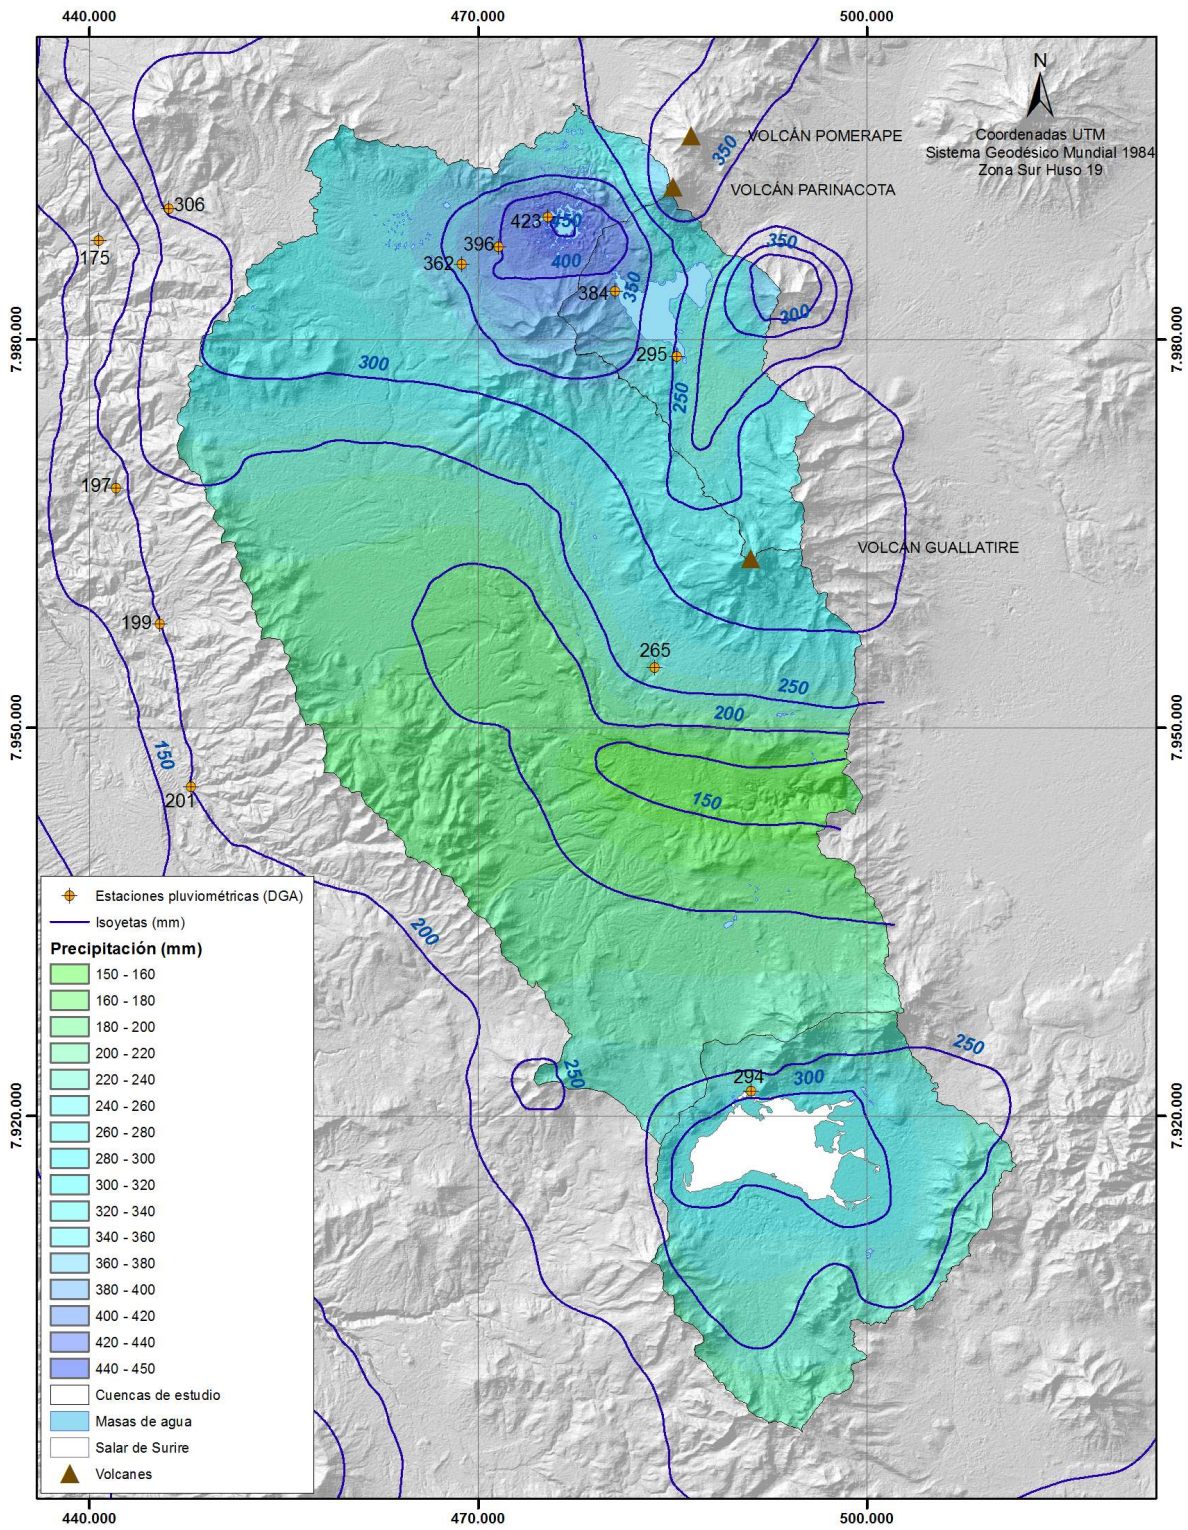 440.000
470.000
500.000
N
Coordenadas UTM
Sistema Geodésico Mundial 1984
Zona Sur Huso 19
VOLCÁN POMERAPE
350
VOLCÁN PARINACOTA
306
423
450
175
396
350
362
400
384
350
300
7.980.000
7.980.000
295
300
250
197
VOLCÁN GUALLATIRE
199
265
250
200
7.950.000
7.950.000
150
201
150
200
250
250
294
300
7.920.000
7.920.000
Estaciones pluviométricas (DGA)
Isoyetas (mm)
Precipitación (mm)
150 - 160
160 - 180
180 - 200
200 - 220
220 - 240
240 - 260
260 - 280
280 - 300
300 - 320
320 - 340
340 - 360
360 - 380
380 - 400
400 - 420
420 - 440
440 - 450
Cuencas de estudio
Masas de agua
Salar de Surire
Volcanes
440.000
470.000
500.000